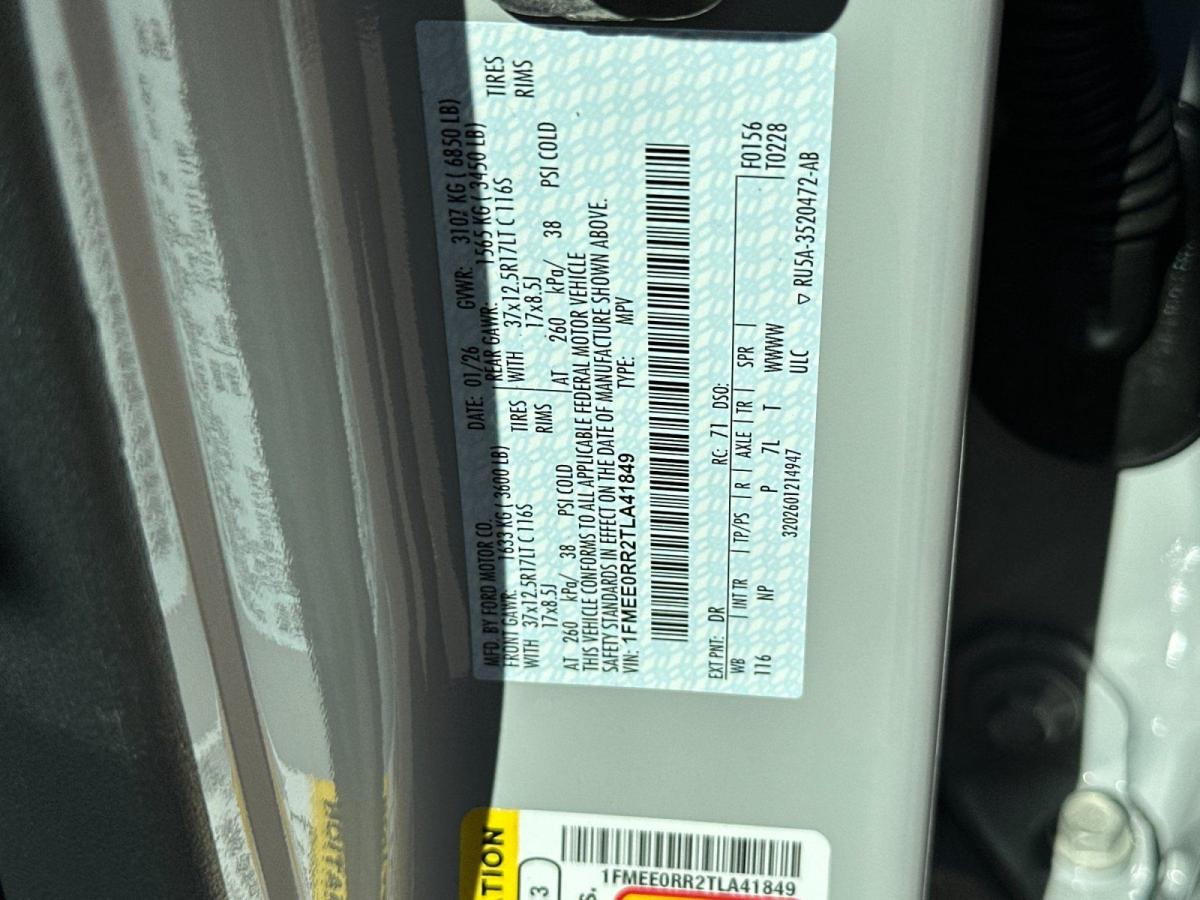 MFD. BY FORD MOTOR CO.
DATE: 01/26 GVWR: 3107 KG ( 6850 LB)
FRONT GAWR: 1633 KG ( 3600 LB) REAR GAWR: 1565 KG ( 3450 LB)
WITH 37x12.5R17LT C 116S TIRES WITH 37x12.5R17LT C 116S TIRES
17x8.5J RIMS 17x8.5J RIMS
AT 260 kPa/ 38 PSI COLD AT 260 kPa/ 38 PSI COLD
THIS VEHICLE CONFORMS TO ALL APPLICABLE FEDERAL MOTOR VEHICLE
SAFETY STANDARDS IN EFFECT ON THE DATE OF MANUFACTURE SHOWN ABOVE.
VIN: 1FMEE0RR2TLA41849 TYPE: MPV
EXT PNT: DR RC: 71 DSO: F0156
WB INT TR TP/PS R AXLE TR SPR T0228
116 NP P 7L T WWWW
3202601214947 ULC ▽ RU5A-3520472-AB
3
1FMEE0RR2TLA41849